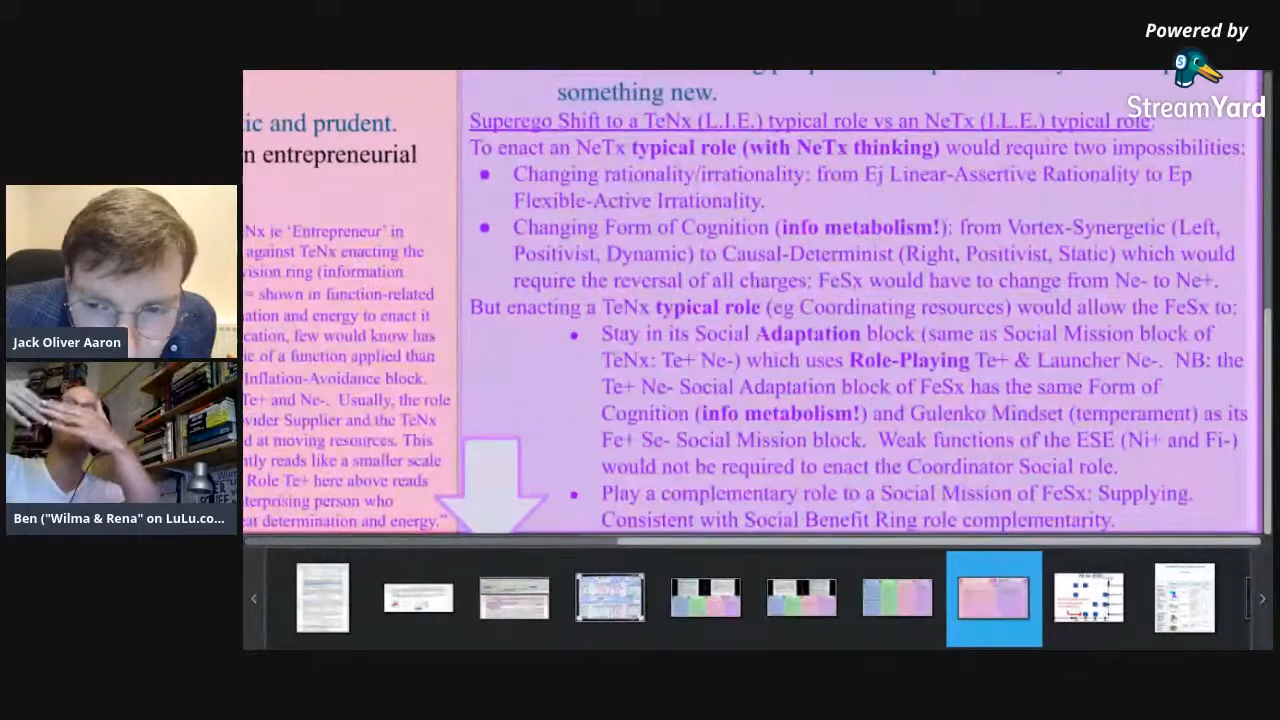 Powered by
StreamYard
something new.
ic and prudent.
n entrepreneurial
Nx ie ‘Entrepreneur’ in
against TeNx enacting the
vision ring (information
= shown in function-related
ation and energy to enact it
cation, few would know has
ic of a function applied than
Inflation-Avoidance block.
Te+ and Ne-. Usually, the role
vider Supplier and the TeNx
d at moving resources. This
ntly reads like a smaller scale
Role Te+ here above reads
terprising person who
at determination and energy.”
Superego Shift to a TeNx (L.I.E.) typical role vs an NeTx (I.L.E.) typical role:
To enact an NeTx typical role (with NeTx thinking) would require two impossibilities:
● Changing rationality/irrationality: from Ej Linear-Assertive Rationality to Ep
Flexible-Active Irrationality.
● Changing Form of Cognition (info metabolism!): from Vortex-Synergetic (Left,
Positivist, Dynamic) to Causal-Determinist (Right, Positivist, Static) which would
require the reversal of all charges: FeSx would have to change from Ne- to Ne+.
But enacting a TeNx typical role (eg Coordinating resources) would allow the FeSx to:
● Stay in its Social Adaptation block (same as Social Mission block of
TeNx: Te+ Ne-) which uses Role-Playing Te+ & Launcher Ne-. NB: the
Te+ Ne- Social Adaptation block of FeSx has the same Form of
Cognition (info metabolism!) and Gulenko Mindset (temperament) as its
Fe+ Se- Social Mission block. Weak functions of the ESE (Ni+ and Fi-)
would not be required to enact the Coordinator Social role.
● Play a complementary role to a Social Mission of FeSx: Supplying.
Consistent with Social Benefit Ring role complementarity.
Jack Oliver Aaron
Ben ("Wilma & Rena" on LuLu.co...